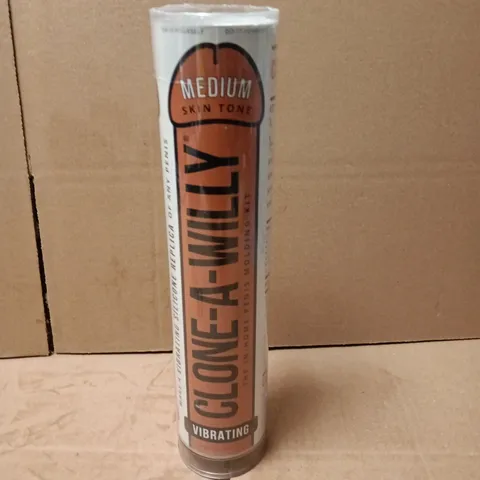 MEDIUM
SKIN TONE
CLONE-A-WILLY®
THE IN-HOME PENIS MOLDING KIT
MAKE A VIBRATING SILICONE REPLICA OF ANY PENIS
VIBRATING